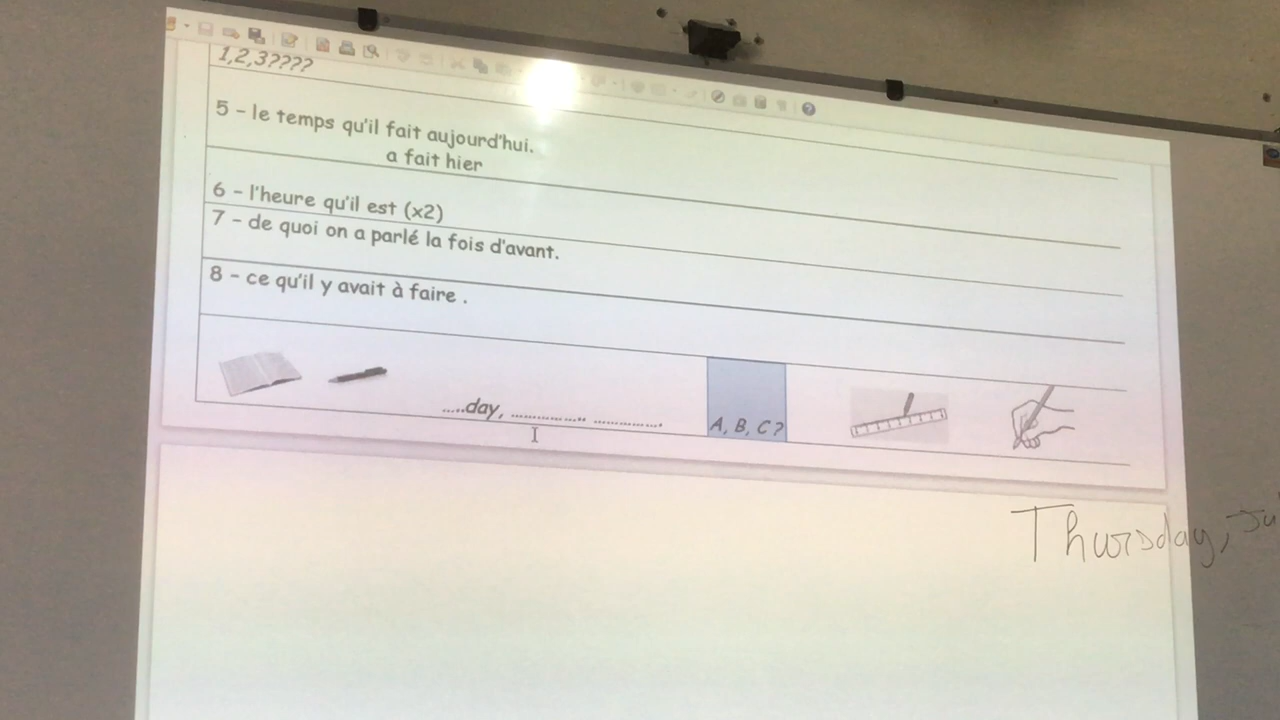 1,2,3????
5 - le temps qu'il fait aujourd'hui.
a fait hier
6 - l'heure qu'il est (x2)
7 - de quoi on a parlé la fois d'avant.
8 - ce qu'il y avait à faire .
.....day, ................ ...............
A, B, C ?
Thursday,